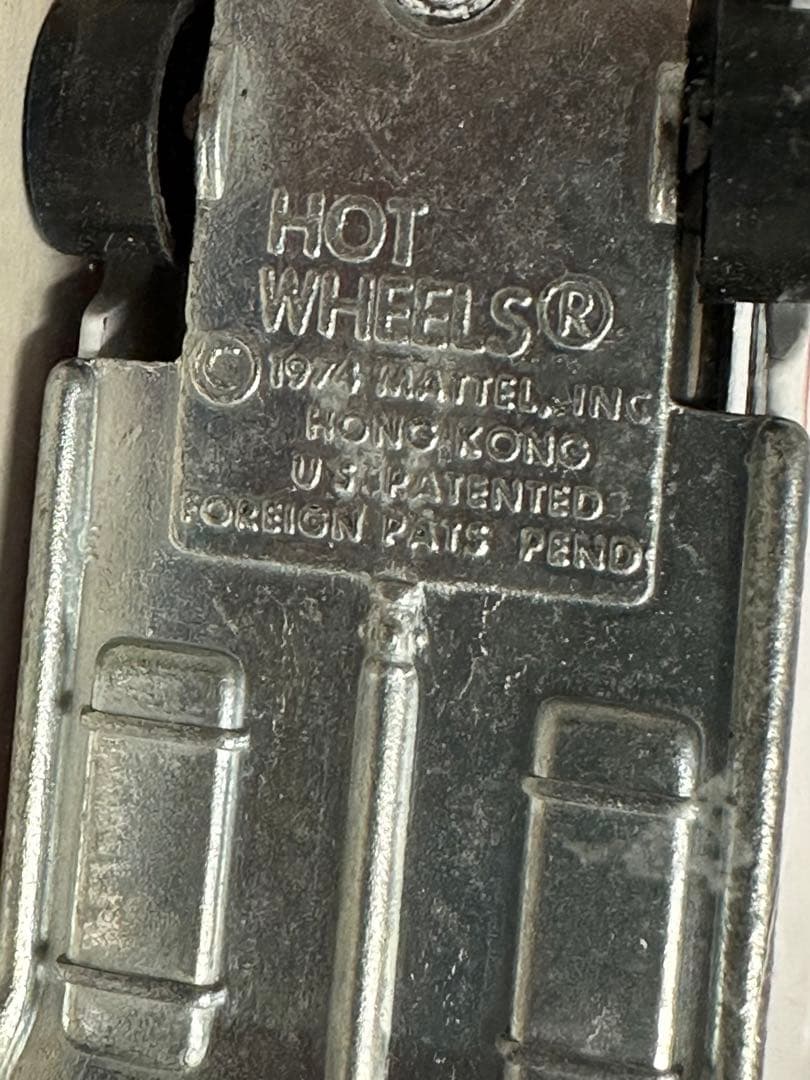 HOT
WHEELS®
© 1974 MATTEL, INC
HONG KONG
U.S. PATENTED
FOREIGN PATS PEND